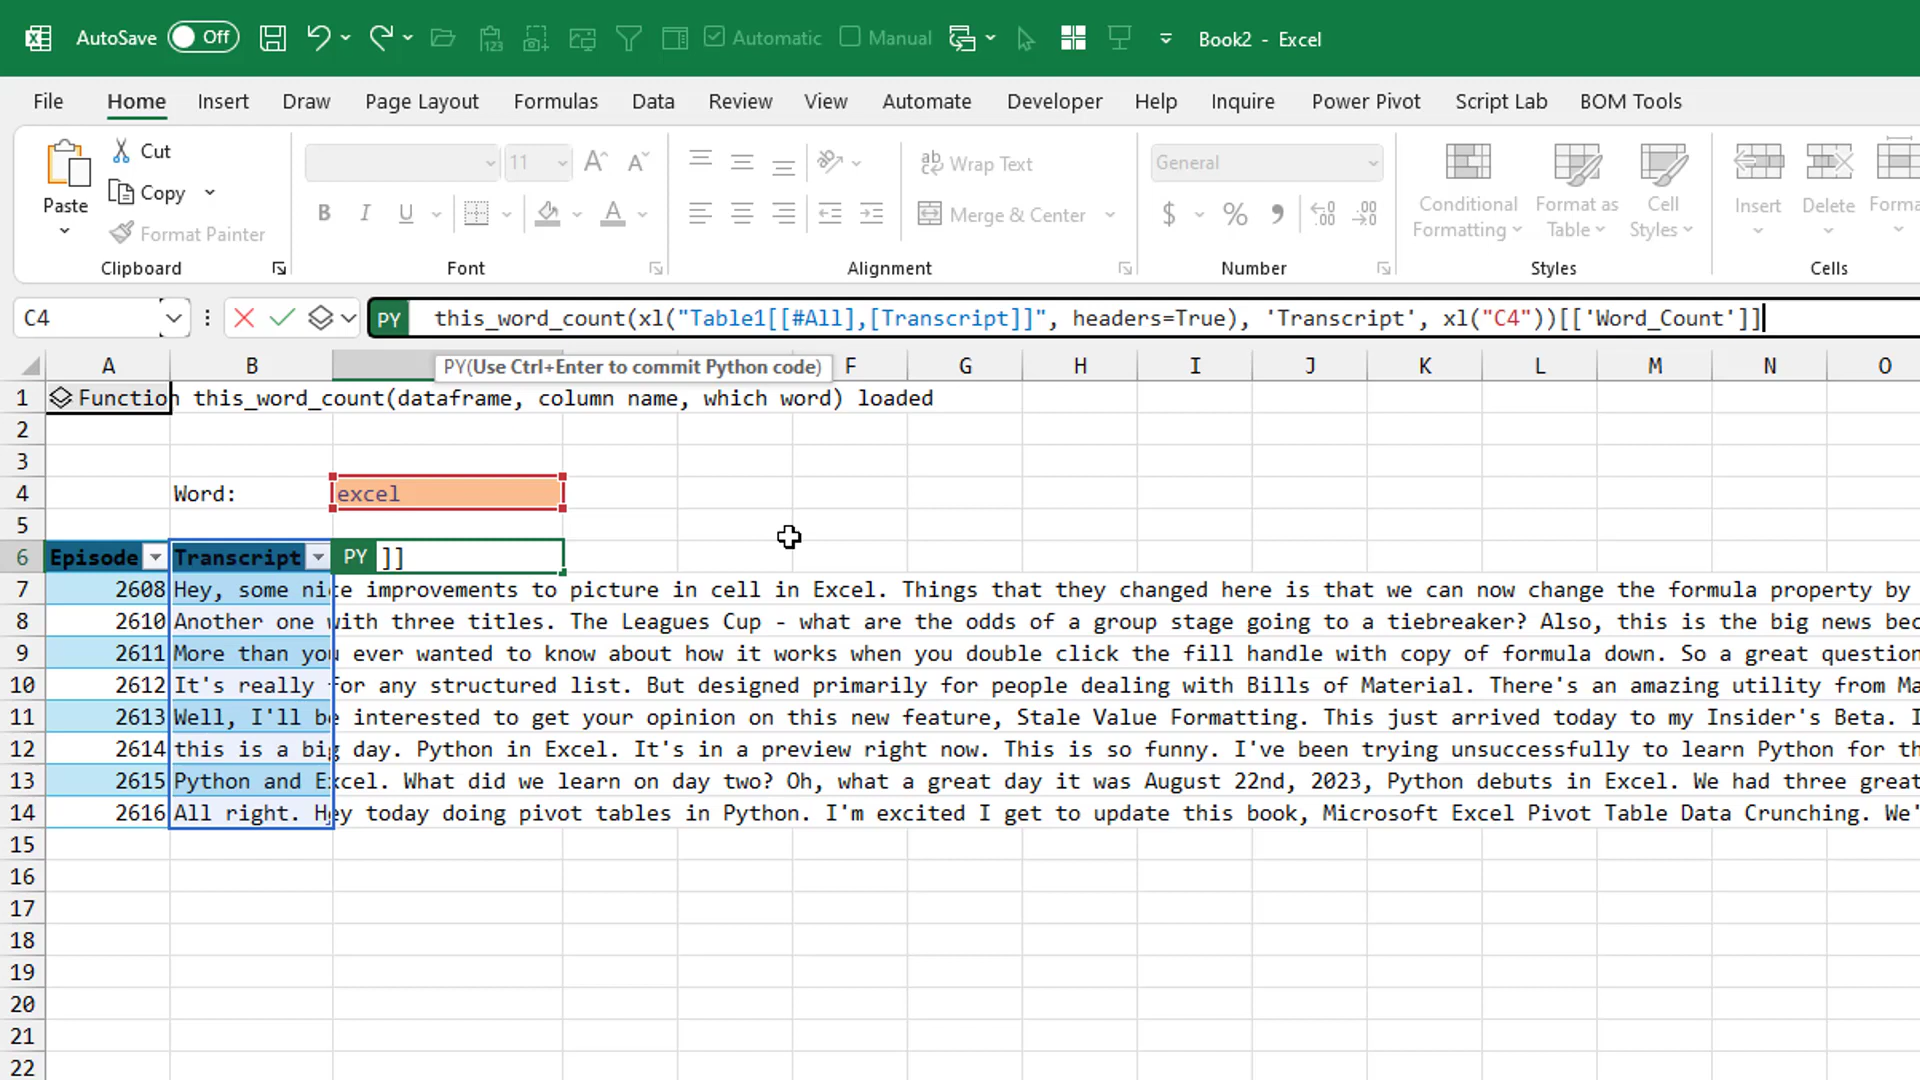 AutoSave Off Automatic Manual Book2 - Excel
File Home Insert Draw Page Layout Formulas Data Review View Automate Developer Help Inquire Power Pivot Script Lab BOM Tools
Paste Cut Copy Format Painter
11
B I U A
ab Wrap Text
Merge & Center
General
$ % 9
Conditional Formatting Format as Table Cell Styles Insert Delete Forma
Clipboard Font Alignment Number Styles Cells
C4 PY this_word_count(xl("Table1[[#All],[Transcript]]", headers=True), 'Transcript', xl("C4"))[['Word_Count']]
PY(Use Ctrl+Enter to commit Python code)
A B F G H I J K L M N O
1 Function this_word_count(dataframe, column name, which word) loaded
2
3
4 Word: excel
5
6 Episode Transcript PY ]]
7 2608 Hey, some nice improvements to picture in cell in Excel. Things that they changed here is that we can now change the formula property by
8 2610 Another one with three titles. The Leagues Cup - what are the odds of a group stage going to a tiebreaker? Also, this is the big news bec
9 2611 More than you ever wanted to know about how it works when you double click the fill handle with copy of formula down. So a great question
10 2612 It's really for any structured list. But designed primarily for people dealing with Bills of Material. There's an amazing utility from Ma
11 2613 Well, I'll be interested to get your opinion on this new feature, Stale Value Formatting. This just arrived today to my Insider's Beta. I
12 2614 this is a big day. Python in Excel. It's in a preview right now. This is so funny. I've been trying unsuccessfully to learn Python for th
13 2615 Python and Excel. What did we learn on day two? Oh, what a great day it was August 22nd, 2023, Python debuts in Excel. We had three great
14 2616 All right. Hey today doing pivot tables in Python. I'm excited I get to update this book, Microsoft Excel Pivot Table Data Crunching. We'
15
16
17
18
19
20
21
22